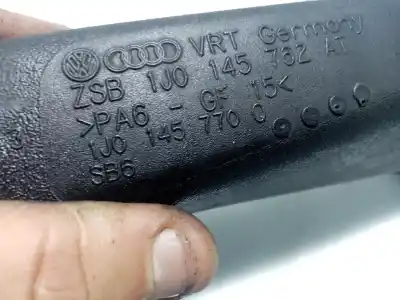 VRT Germany
ZSB 1J0 145 762 AT
>PA6 - GF 15<
1J0 145 770 C
SB6